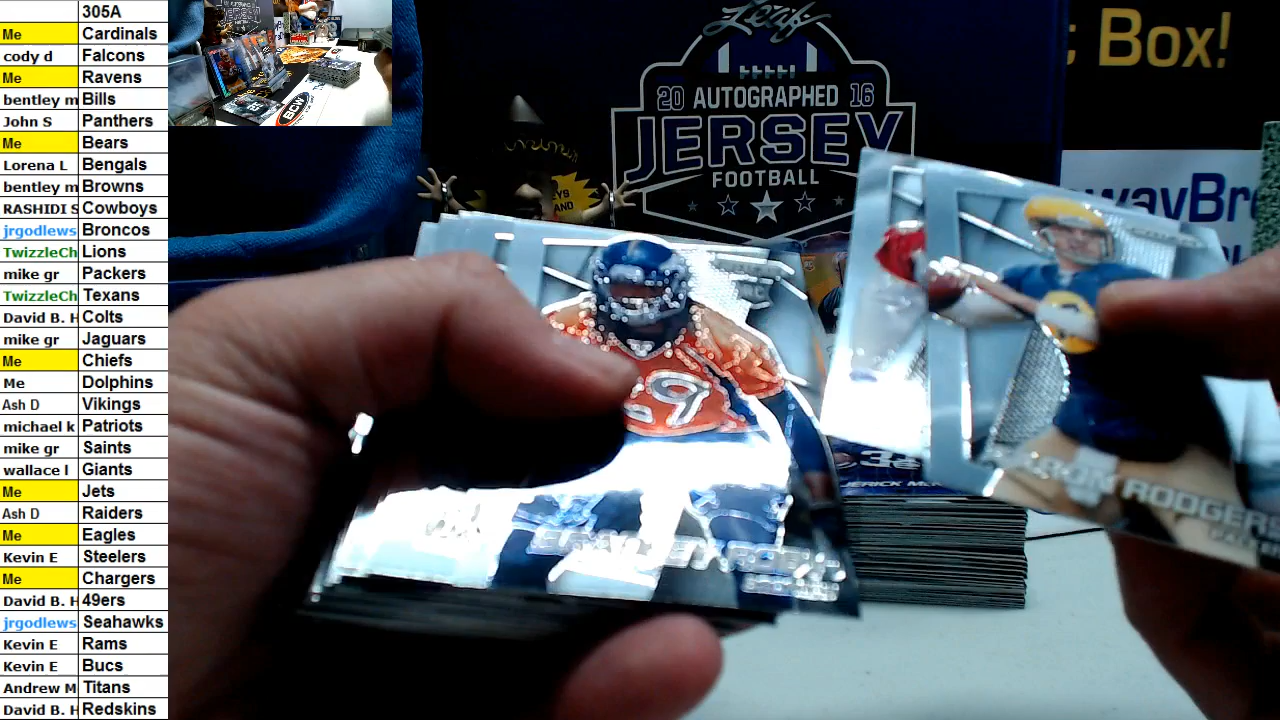 305A
Me Cardinals
cody d Falcons
Me Ravens
bentley m Bills
John S Panthers
Me Bears
Lorena L Bengals
bentley m Browns
RASHIDI S Cowboys
jrgodlews Broncos
TwizzleCh Lions
mike gr Packers
TwizzleCh Texans
David B. H Colts
mike gr Jaguars
Me Chiefs
Me Dolphins
Ash D Vikings
michael k Patriots
mike gr Saints
wallace l Giants
Me Jets
Ash D Raiders
Me Eagles
Kevin E Steelers
Me Chargers
David B. H 49ers
jrgodlews Seahawks
Kevin E Rams
Kevin E Bucs
Andrew M Titans
David B. H Redskins
BCW
Leaf
20 AUTOGRAPHED 16
JERSEY
FOOTBALL
Box!
wayBr
RODGERS
JERICK